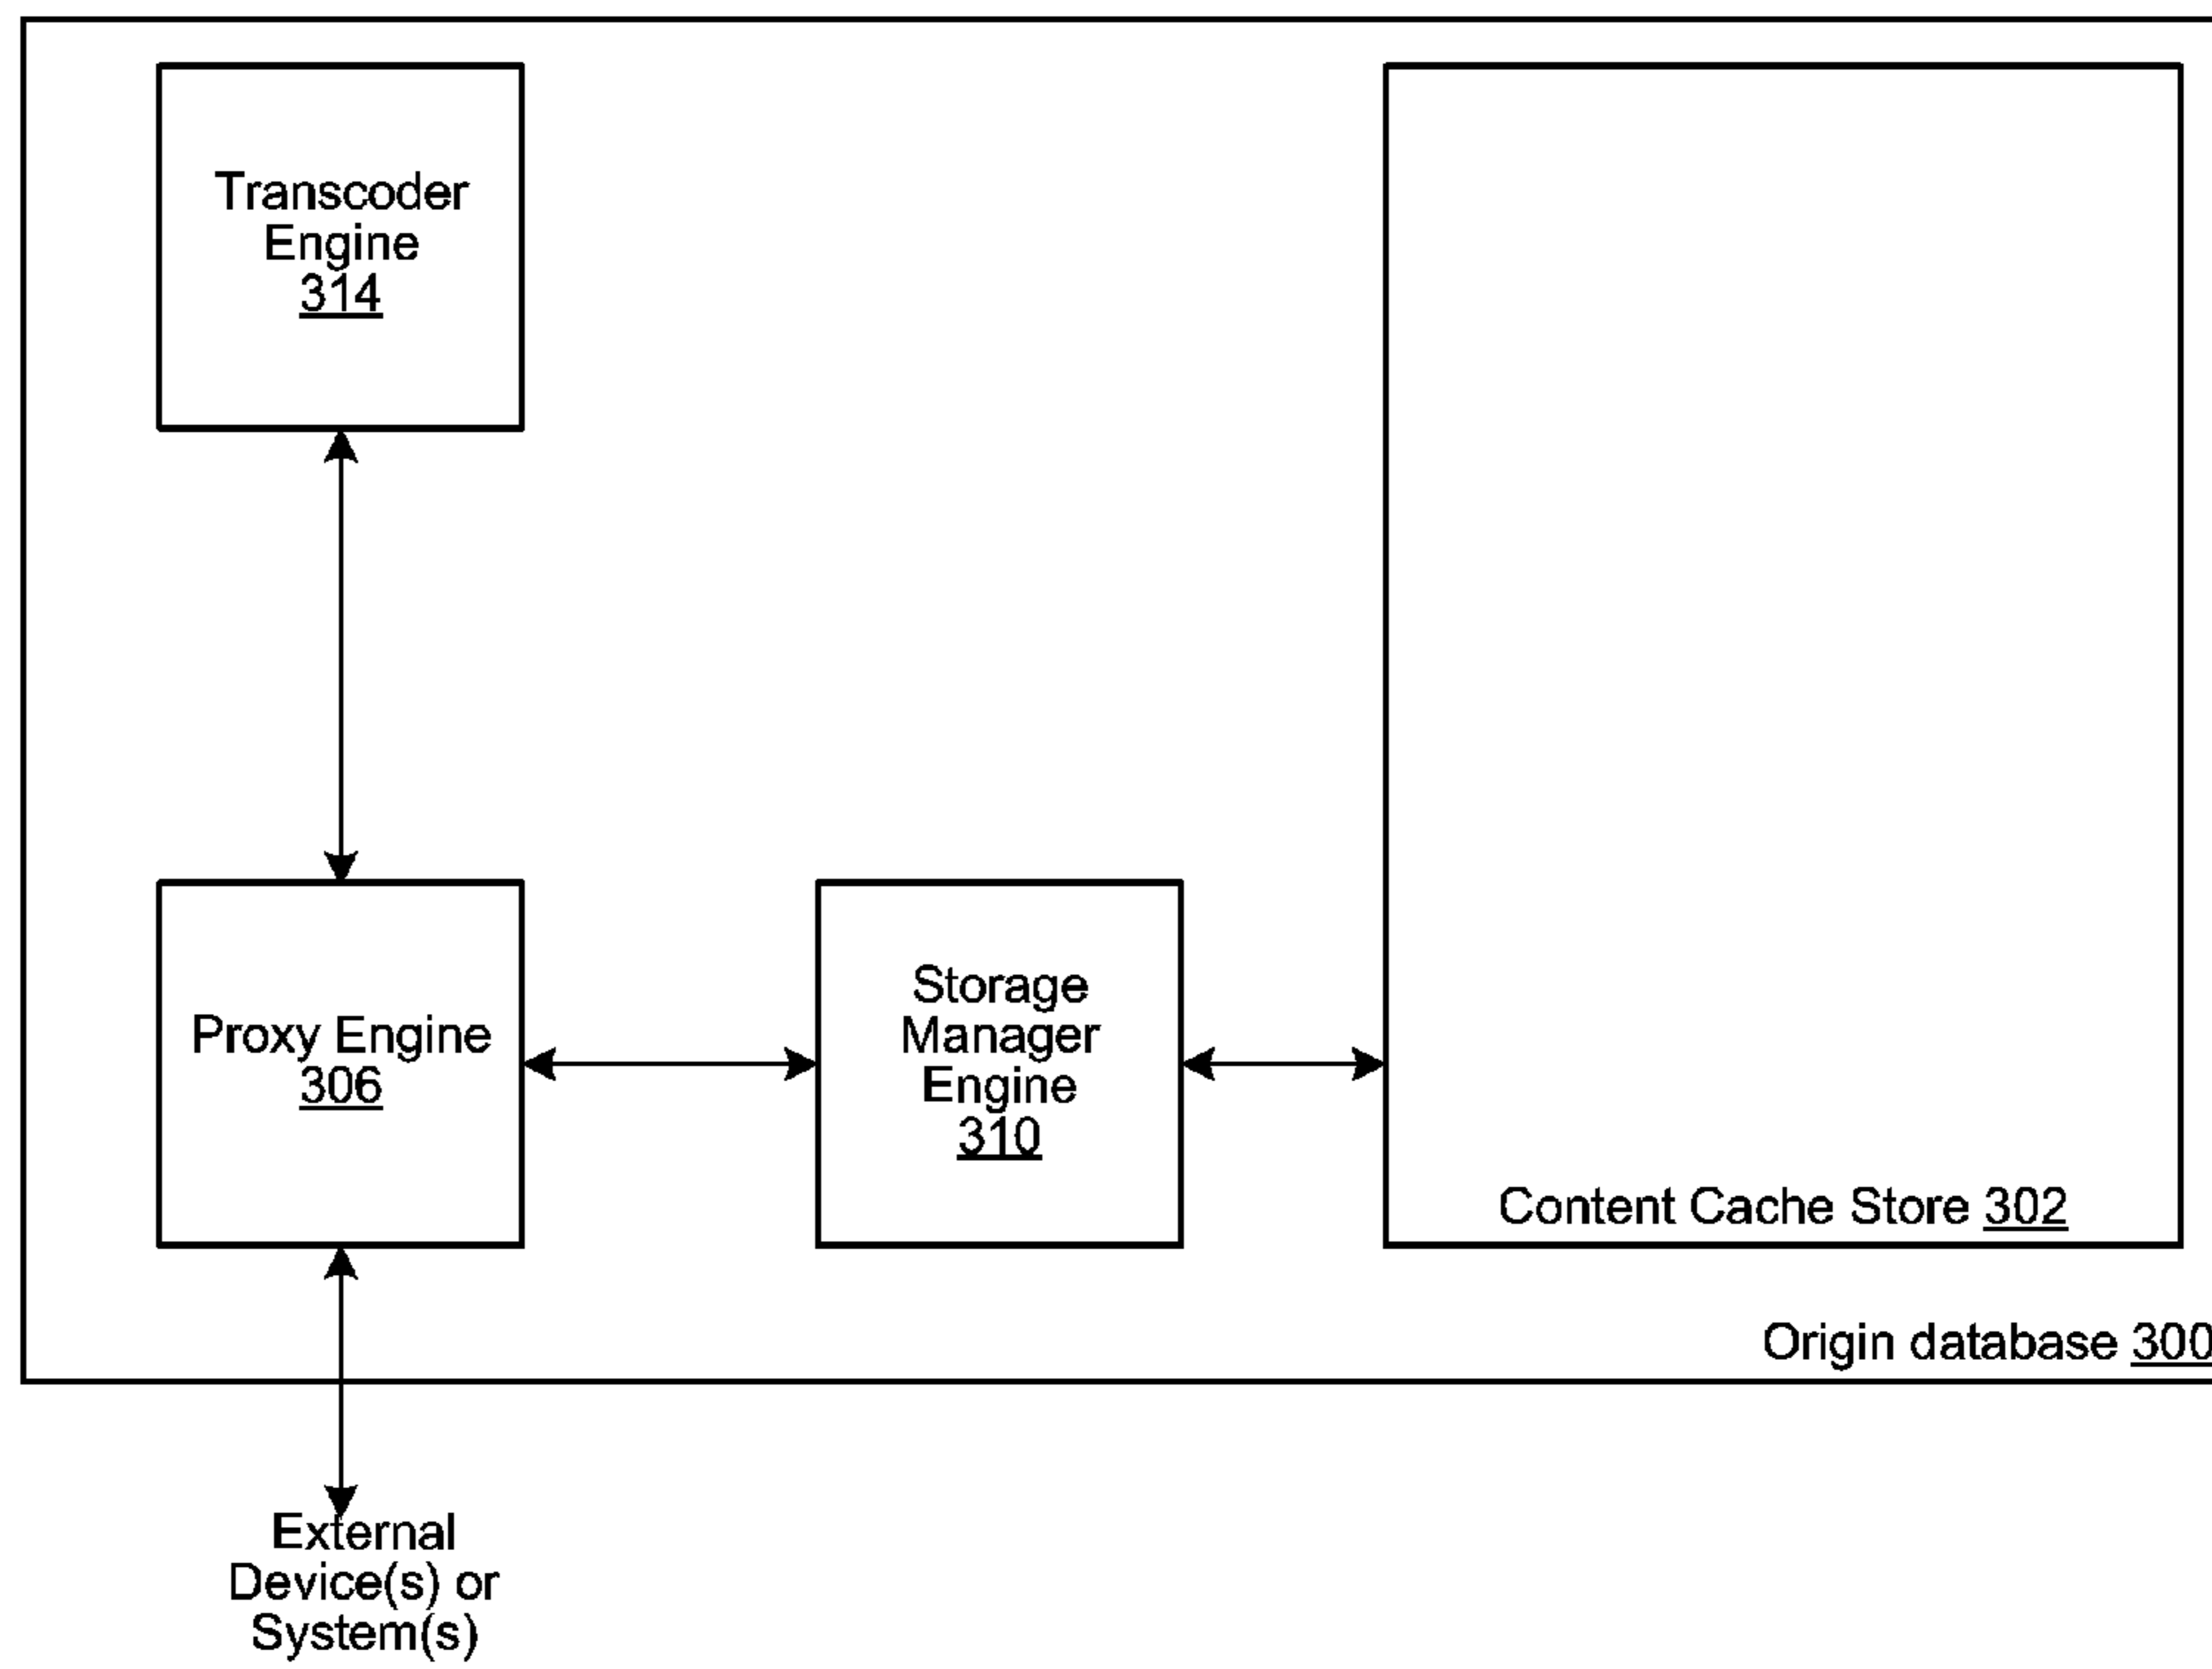 Transcoder
Engine
314
Proxy Engine
306
Storage
Manager
Engine
310
Content Cache Store 302
Origin database 300
External
Device(s) or
System(s)